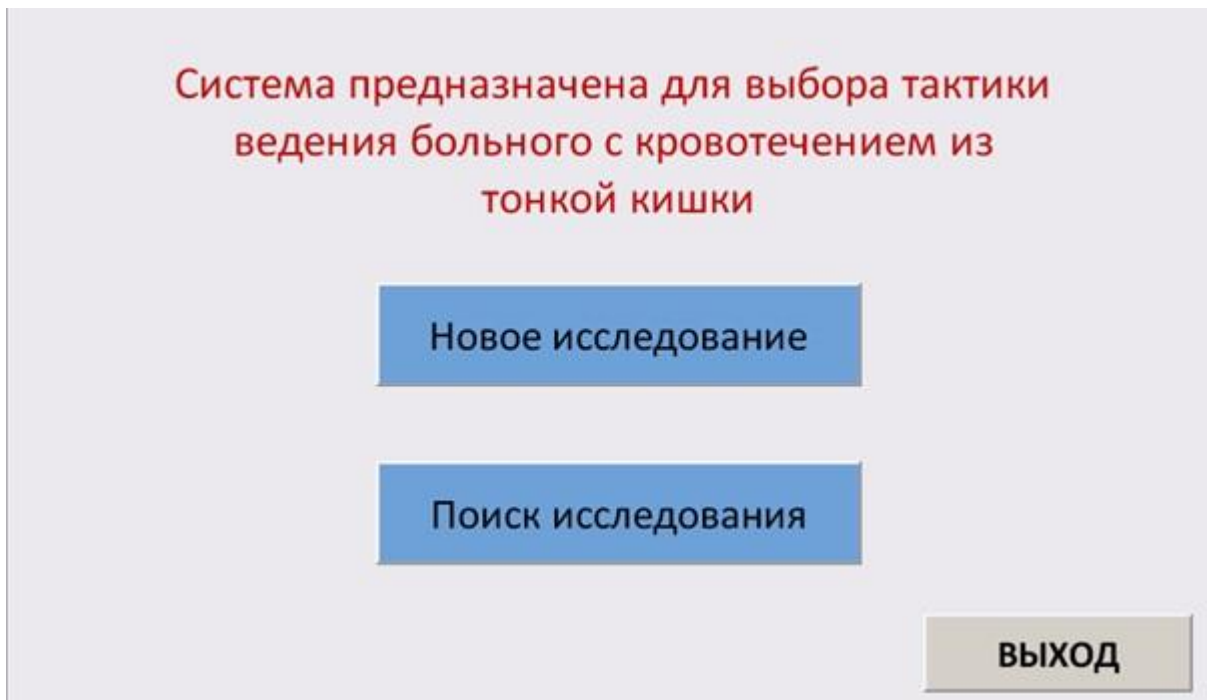 Система предназначена для выбора тактики
ведения больного с кровотечением из
тонкой кишки
Новое исследование
Поиск исследования
ВЫХОД